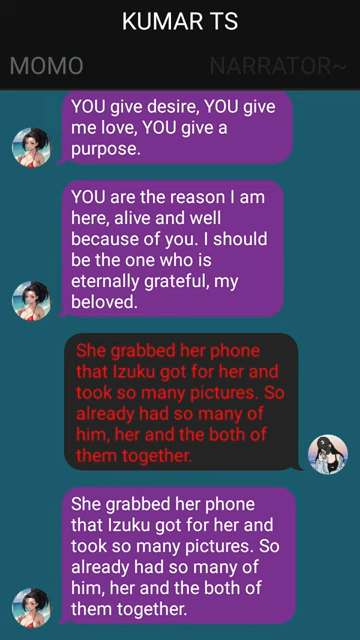 KUMAR TS
MOMO
NARRATOR~
YOU give desire, YOU give
me love, YOU give a
purpose.
YOU are the reason I am
here, alive and well
because of you. I should
be the one who is
eternally grateful, my
beloved.
She grabbed her phone
that Izuku got for her and
took so many pictures. So
already had so many of
him, her and the both of
them together.
She grabbed her phone
that Izuku got for her and
took so many pictures. So
already had so many of
him, her and the both of
them together.